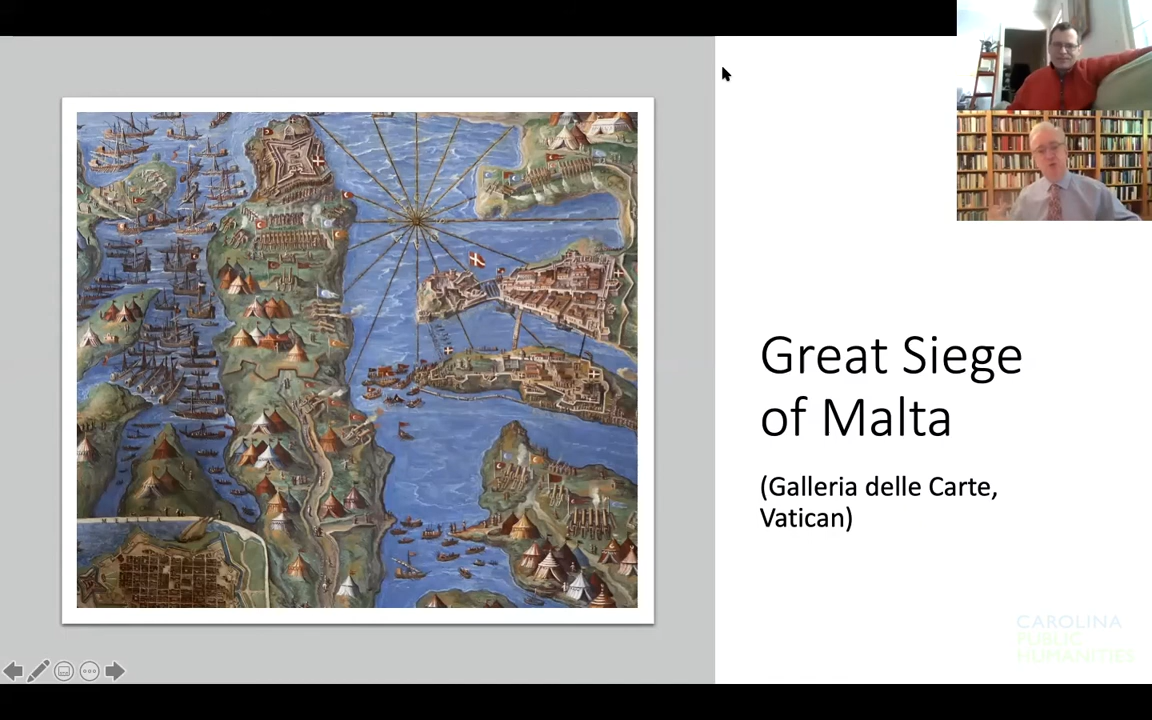 Great Siege
of Malta
(Galleria delle Carte,
Vatican)
CAROLINA
PUBLIC
HUMANITIES